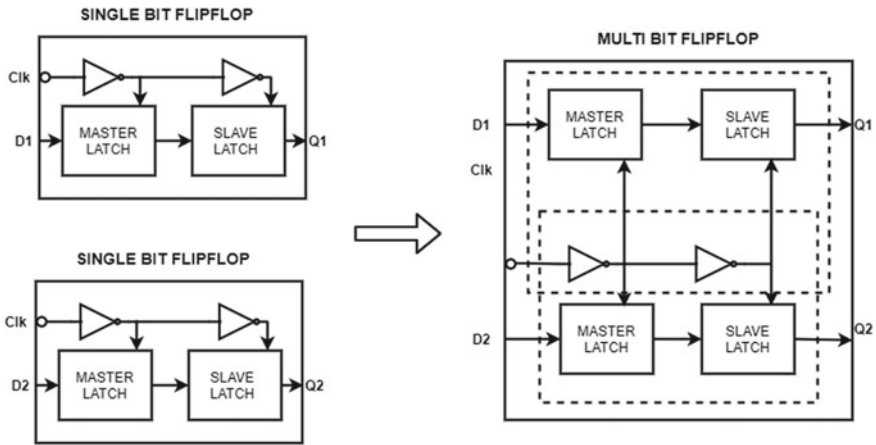 SINGLE BIT FLIPFLOP
Clk
D1
MASTER
LATCH
SLAVE
LATCH
Q1
SINGLE BIT FLIPFLOP
Clk
D2
MASTER
LATCH
SLAVE
LATCH
Q2
MULTI BIT FLIPFLOP
D1
MASTER
LATCH
SLAVE
LATCH
Q1
Clk
D2
MASTER
LATCH
SLAVE
LATCH
Q2